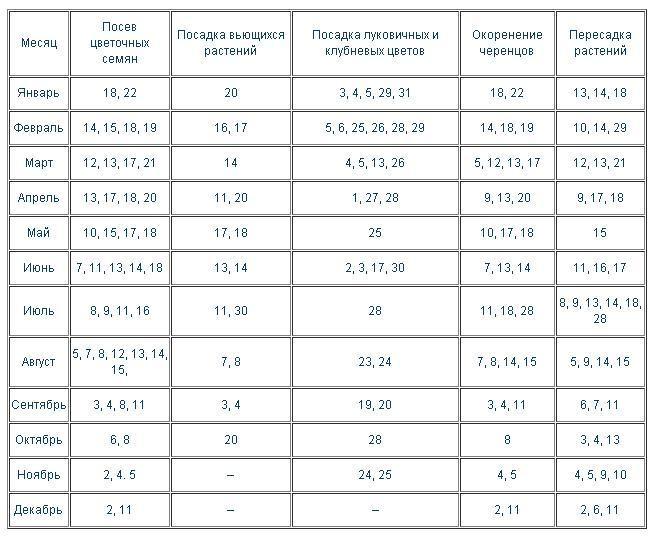 Месяц
Посев
цветочных
семян
Посадка вьющихся
растений
Посадка луковичных и
клубневых цветов
Окоренение
черенцов
Пересадка
растений
Январь 18, 22 20 3, 4, 5, 29, 31 18, 22 13, 14, 18
Февраль 14, 15, 18, 19 16, 17 5, 6, 25, 26, 28, 29 14, 18, 19 10, 14, 29
Март 12, 13, 17, 21 14 4, 5, 13, 26 5, 12, 13, 17 12, 13, 21
Апрель 13, 17, 18, 20 11, 20 1, 27, 28 9, 13, 20 9, 17, 18
Май 10, 15, 17, 18 17, 18 25 10, 17, 18 15
Июнь 7, 11, 13, 14, 18 13, 14 2, 3, 17, 30 7, 13, 14 11, 16, 17
Июль 8, 9, 11, 16 11, 30 28 11, 18, 28 8, 9, 13, 14, 18,
28
Август 5, 7, 8, 12, 13, 14,
15, 7, 8 23, 24 7, 8, 14, 15 5, 9, 14, 15
Сентябрь 3, 4, 8, 11 3, 4 19, 20 3, 4, 11 6, 7, 11
Октябрь 6, 8 20 28 8 3, 4, 13
Ноябрь 2, 4. 5 – 24, 25 4, 5 4, 5, 9, 10
Декабрь 2, 11 – – 2, 11 2, 6, 11